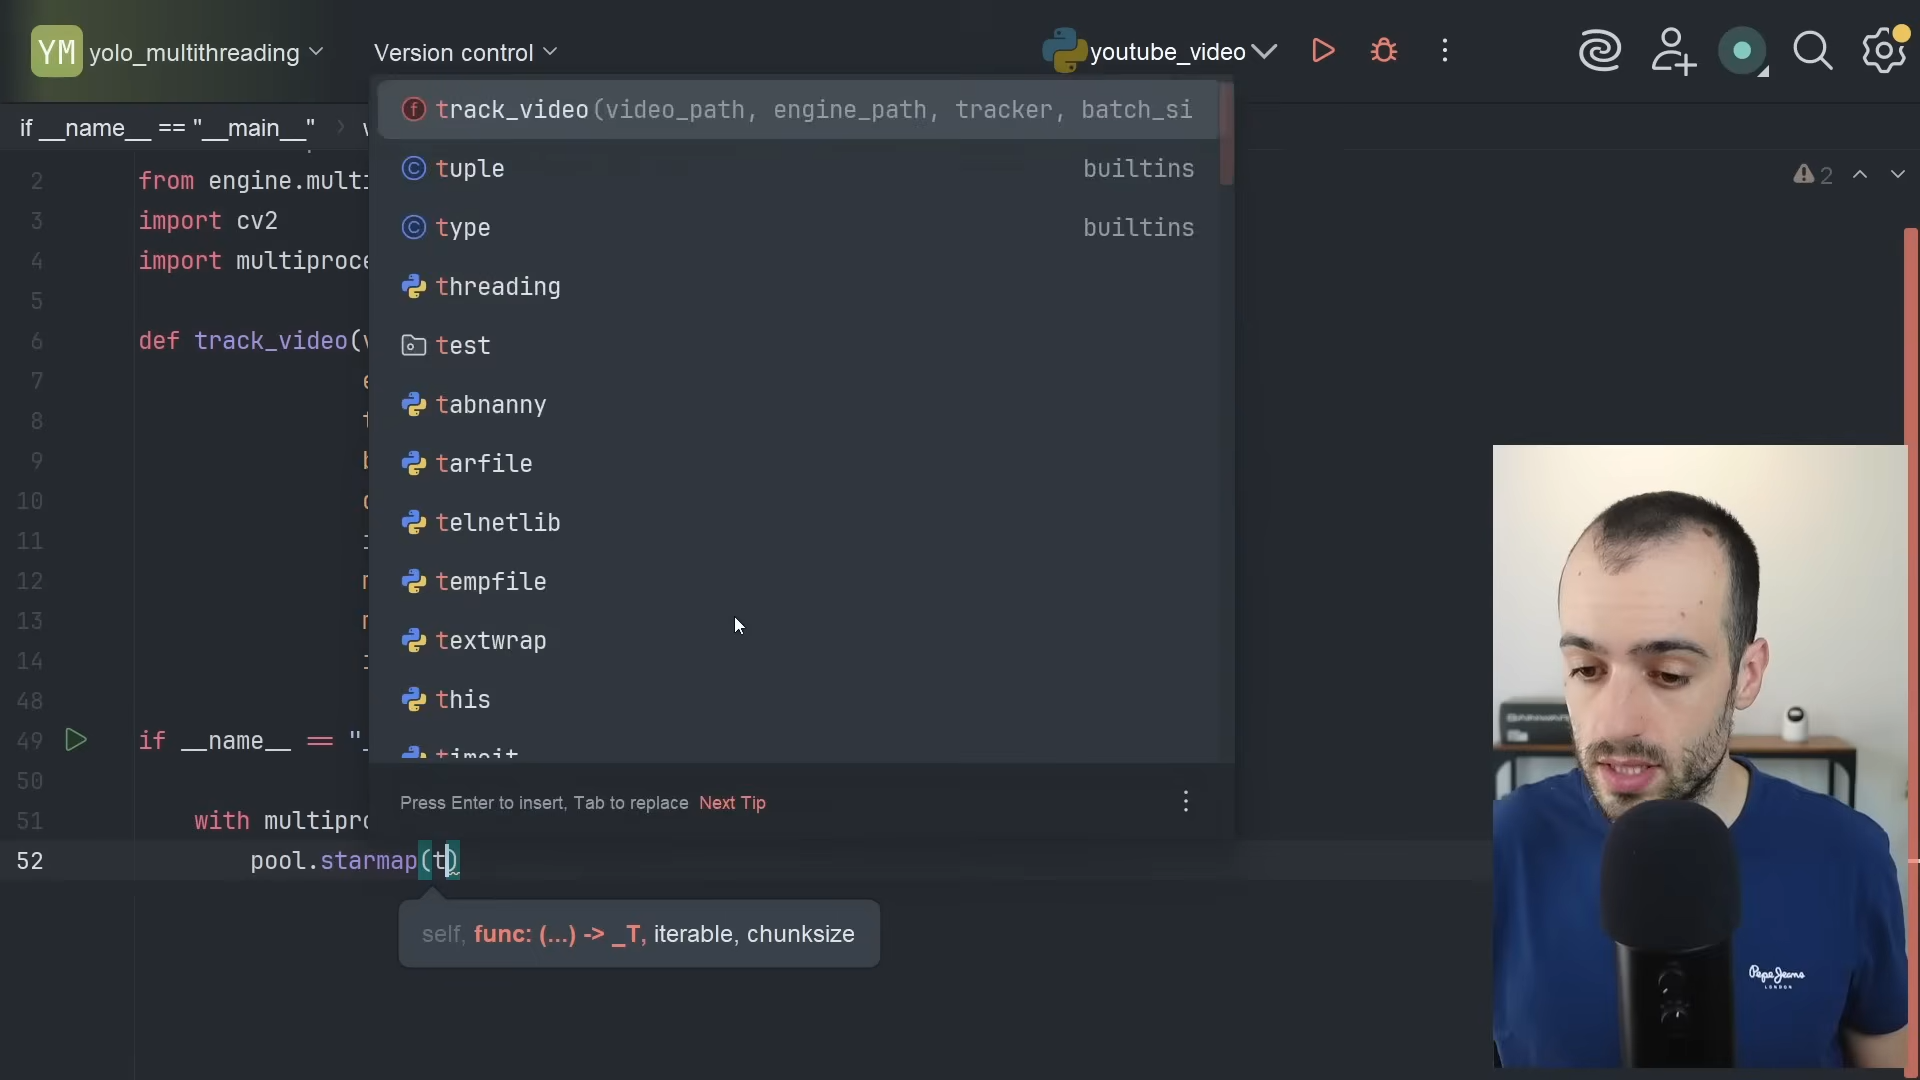 YM yolo_multithreading
Version control
youtube_video
if __name__ == "__main__"
track_video(video_path, engine_path, tracker, batch_si
tuple builtins
type builtins
threading
test
tabnanny
tarfile
telnetlib
tempfile
textwrap
this
timeit
Press Enter to insert, Tab to replace Next Tip
2
2 from engine.multi
3 import cv2
4 import multiproce
5
6 def track_video(
7
8
9
10
11
12
13
14
48
49 if __name__ == "_
50
51 with multipro
52 pool.starmap(t)
self, func: (...) -> _T, iterable, chunksize
Pepe Jeans
LONDON